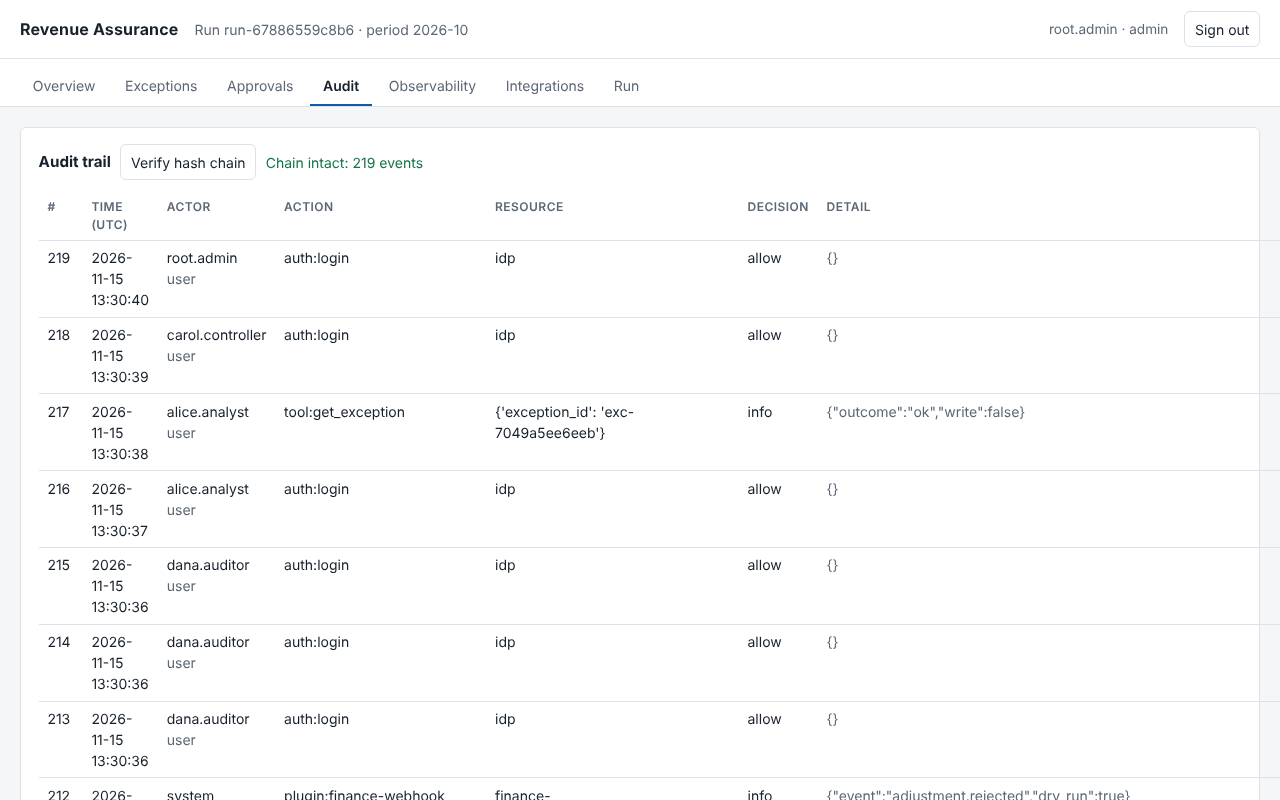 Revenue Assurance Run run-67886559c8b6 · period 2026-10 root.admin · admin Sign out
Overview Exceptions Approvals Audit Observability Integrations Run
Audit trail Verify hash chain Chain intact: 219 events
# TIME (UTC) ACTOR ACTION RESOURCE DECISION DETAIL
219 2026- root.admin auth:login idp allow {}
11-15 user
13:30:40
218 2026- carol.controller auth:login idp allow {}
11-15 user
13:30:39
217 2026- alice.analyst tool:get_exception {'exception_id': 'exc- info {"outcome":"ok","write":false}
11-15 user 7049a5ee6eeb'}
13:30:38
216 2026- alice.analyst auth:login idp allow {}
11-15 user
13:30:37
215 2026- dana.auditor auth:login idp allow {}
11-15 user
13:30:36
214 2026- dana.auditor auth:login idp allow {}
11-15 user
13:30:36
213 2026- dana.auditor auth:login idp allow {}
11-15 user
13:30:36
212 2026- system plugin:finance-webhook finance- info {"event":"adjustment.rejected","dry_run":true}